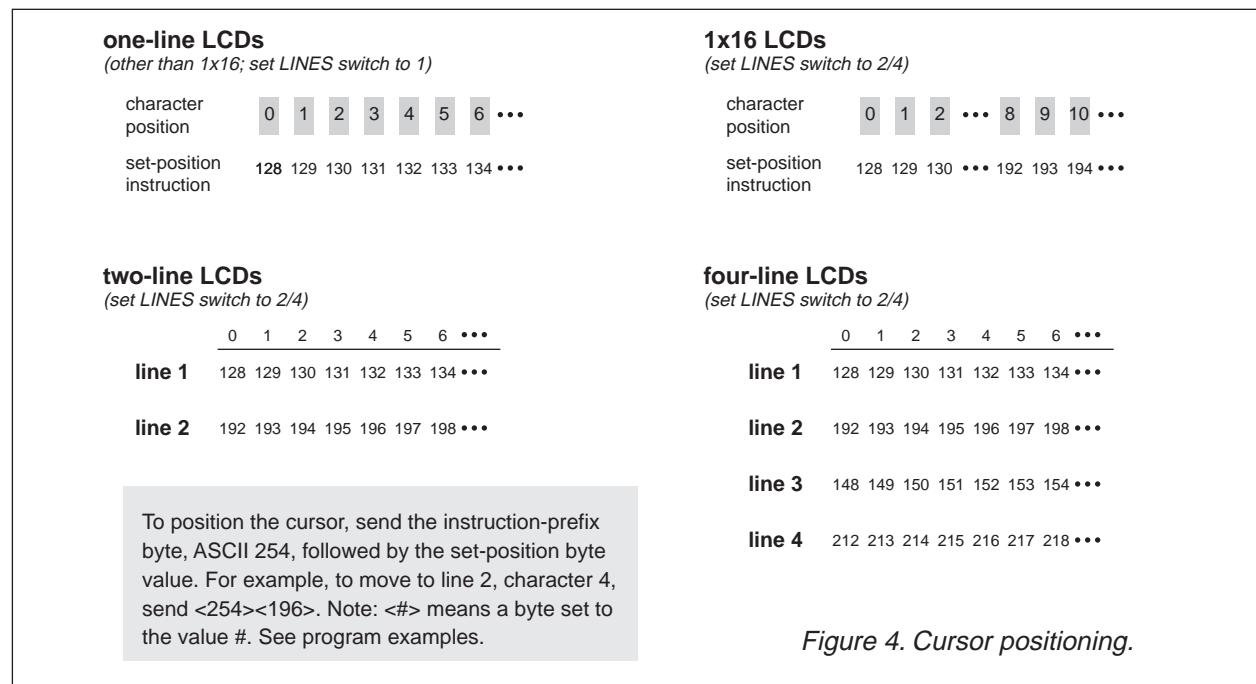 one-line LCDs
(other than 1x16; set LINES switch to 1)
character
position
0 1 2 3 4 5 6 •••
set-position
instruction
128 129 130 131 132 133 134 •••
1x16 LCDs
(set LINES switch to 2/4)
character
position
0 1 2 ••• 8 9 10 •••
set-position
instruction
128 129 130 ••• 192 193 194 •••
two-line LCDs
(set LINES switch to 2/4)
0 1 2 3 4 5 6 •••
line 1 128 129 130 131 132 133 134 •••
line 2 192 193 194 195 196 197 198 •••
To position the cursor, send the instruction-prefix
byte, ASCII 254, followed by the set-position byte
value. For example, to move to line 2, character 4,
send <254><196>. Note: <#> means a byte set to
the value #. See program examples.
four-line LCDs
(set LINES switch to 2/4)
0 1 2 3 4 5 6 •••
line 1 128 129 130 131 132 133 134 •••
line 2 192 193 194 195 196 197 198 •••
line 3 148 149 150 151 152 153 154 •••
line 4 212 213 214 215 216 217 218 •••
Figure 4. Cursor positioning.